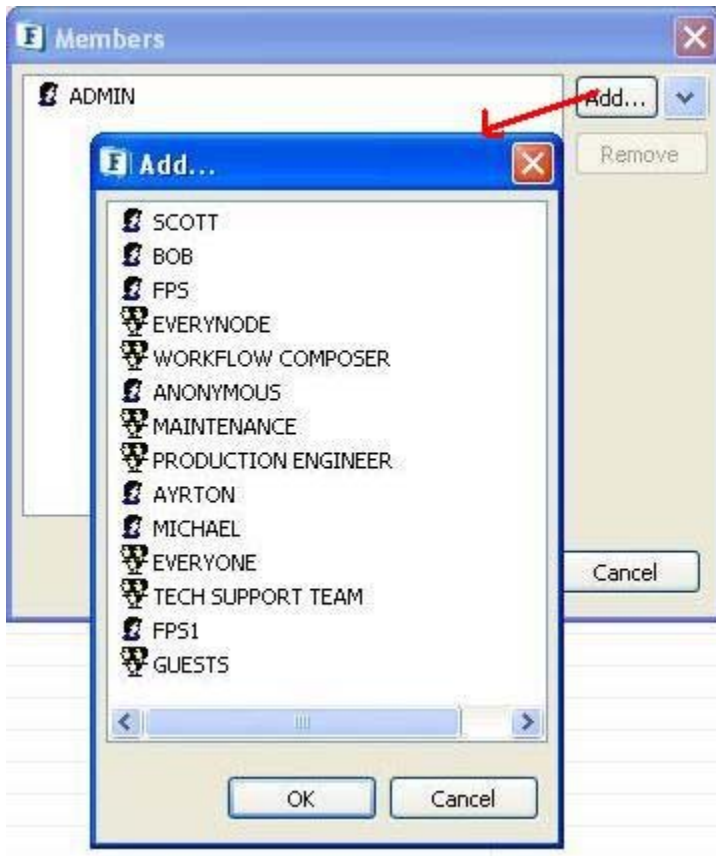 Members
ADMIN
Add...
Remove
Add...
SCOTT
BOB
FPS
EVERYNODE
WORKFLOW COMPOSER
ANONYMOUS
MAINTENANCE
PRODUCTION ENGINEER
AYRTON
MICHAEL
EVERYONE
TECH SUPPORT TEAM
FPS1
GUESTS
Cancel
OK
Cancel